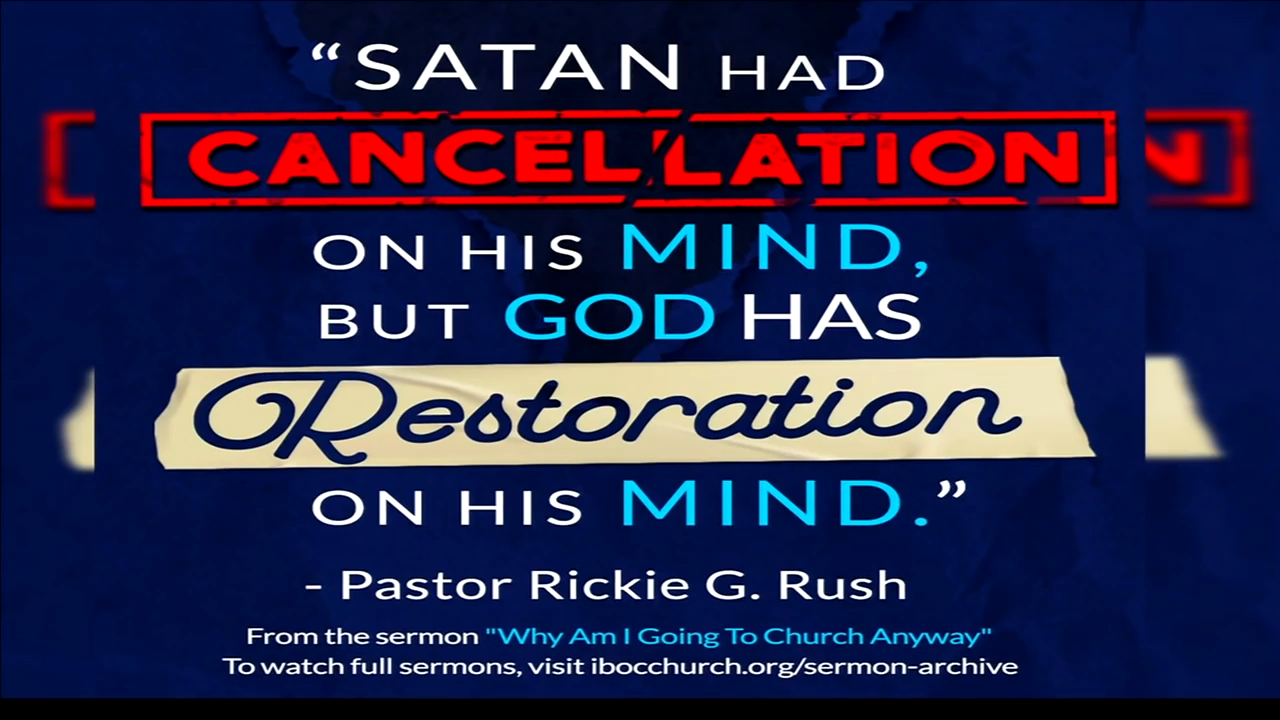 “SATAN HAD
CANCELLATION
ON HIS MIND,
BUT GOD HAS
Restoration
ON HIS MIND.”
- Pastor Rickie G. Rush
From the sermon "Why Am I Going To Church Anyway"
To watch full sermons, visit ibocchurch.org/sermon-archive